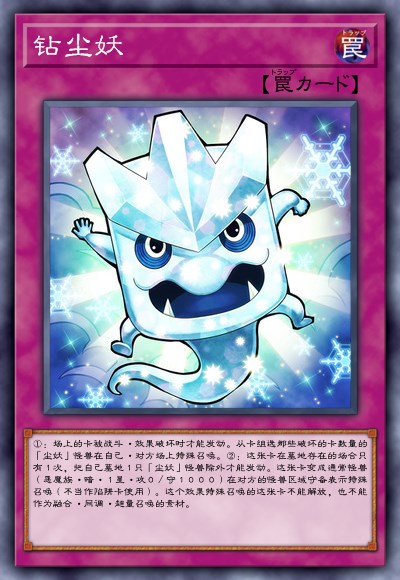 钻尘妖
トラップ
罠
トラップ
【罠カード】
①：场上的卡被战斗·效果破坏时才能发动。从卡组选那些破坏的卡数量的
「尘妖」怪兽在自己·对方场上特殊召唤。②：这张卡在墓地存在的场合只
有1次，把自己墓地1只「尘妖」怪兽除外才能发动。这张卡变成通常怪兽
（恶魔族·暗·1星·攻0／守1000）在对方的怪兽区域守备表示特殊
召唤（不当作陷阱卡使用）。这个效果特殊召唤的这张卡不能解放，也不能
作为融合·同调·超量召唤的素材。